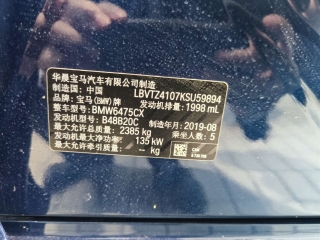 华晨宝马汽车有限公司制造
制造国:中国 LBVTZ4107KSU59894
品牌:宝马(BMW)牌 发动机排量:1998 mL
整车型号:BMW6475CX
发动机型号:B48B20C 制造年月:2019-08
最大允许总质量:2385 kg 乘坐人数:5
发动机最大净功率:135 kW
最大允许牵引质量:-- kg